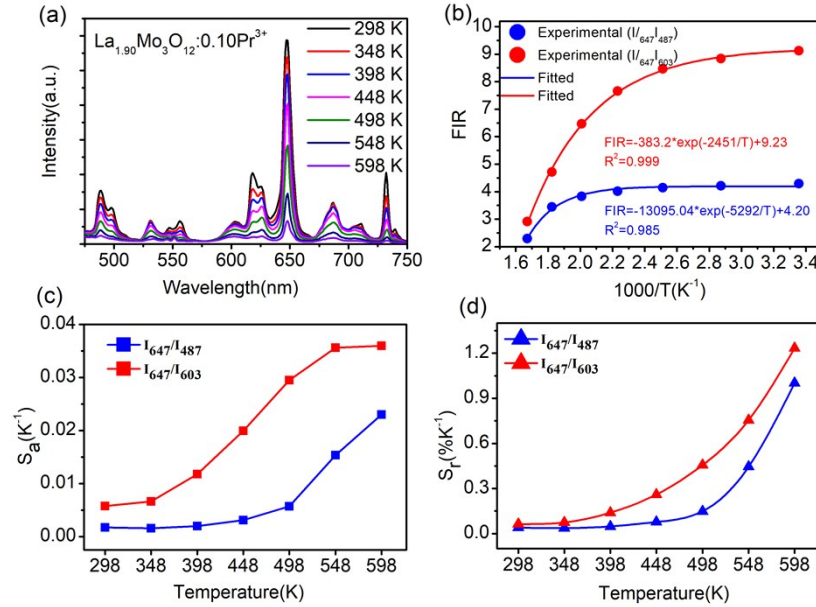 (a)
La1.90Mo3O12:0.10Pr3+
298 K
348 K
398 K
448 K
498 K
548 K
598 K
Intensity(a.u.)
500 550 600 650 700 750
Wavelength(nm)
(b)
10
9
8
7
6
5
4
3
2
FIR
Experimental (I/647I487)
Experimental (I/647I603)
Fitted
Fitted
FIR=-383.2*exp(-2451/T)+9.23
R2=0.999
FIR=-13095.04*exp(-5292/T)+4.20
R2=0.985
1.6 1.8 2.0 2.2 2.4 2.6 2.8 3.0 3.2 3.4
1000/T(K-1)
(c)
0.04
0.03
0.02
0.01
0.00
Sa(K-1)
I647/I487
I647/I603
298 348 398 448 498 548 598
Temperature(K)
(d)
1.2
0.9
0.6
0.3
0.0
Sr(%K-1)
I647/I487
I647/I603
298 348 398 448 498 548 598
Temperature(K)